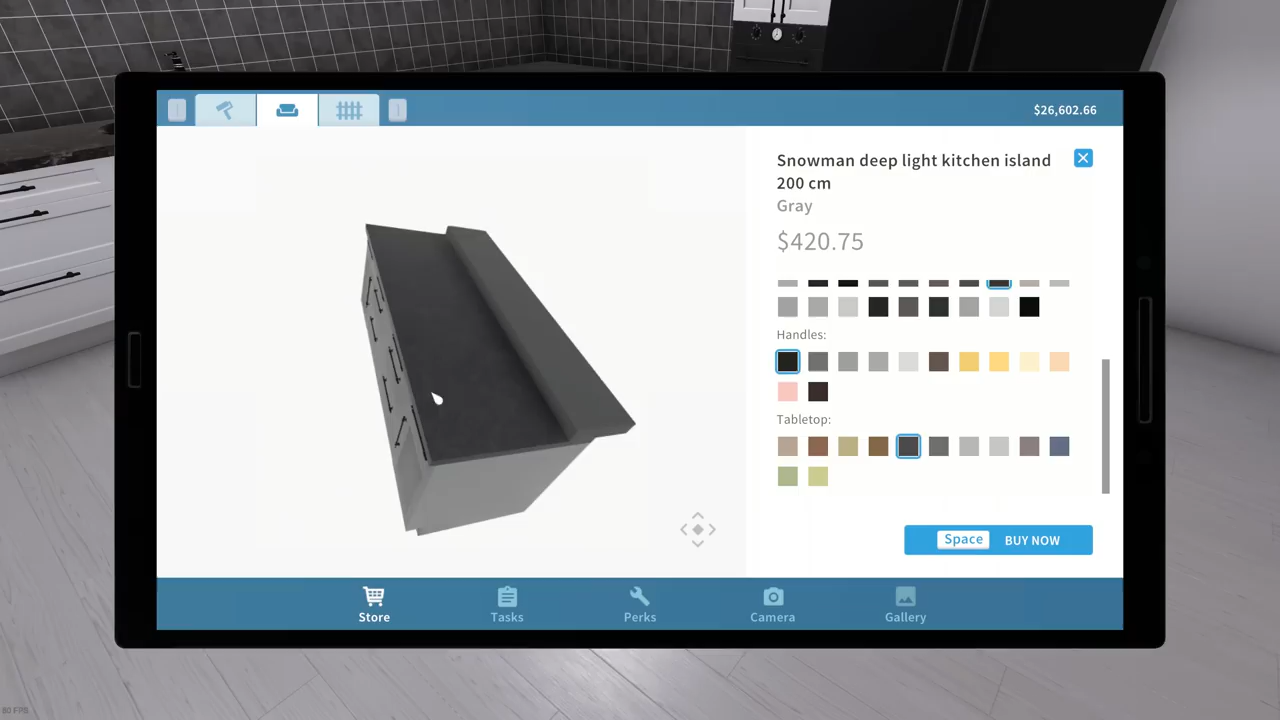 $26,602.66
Snowman deep light kitchen island
200 cm
Gray
$420.75
Handles:
Tabletop:
Space BUY NOW
Store Tasks Perks Camera Gallery